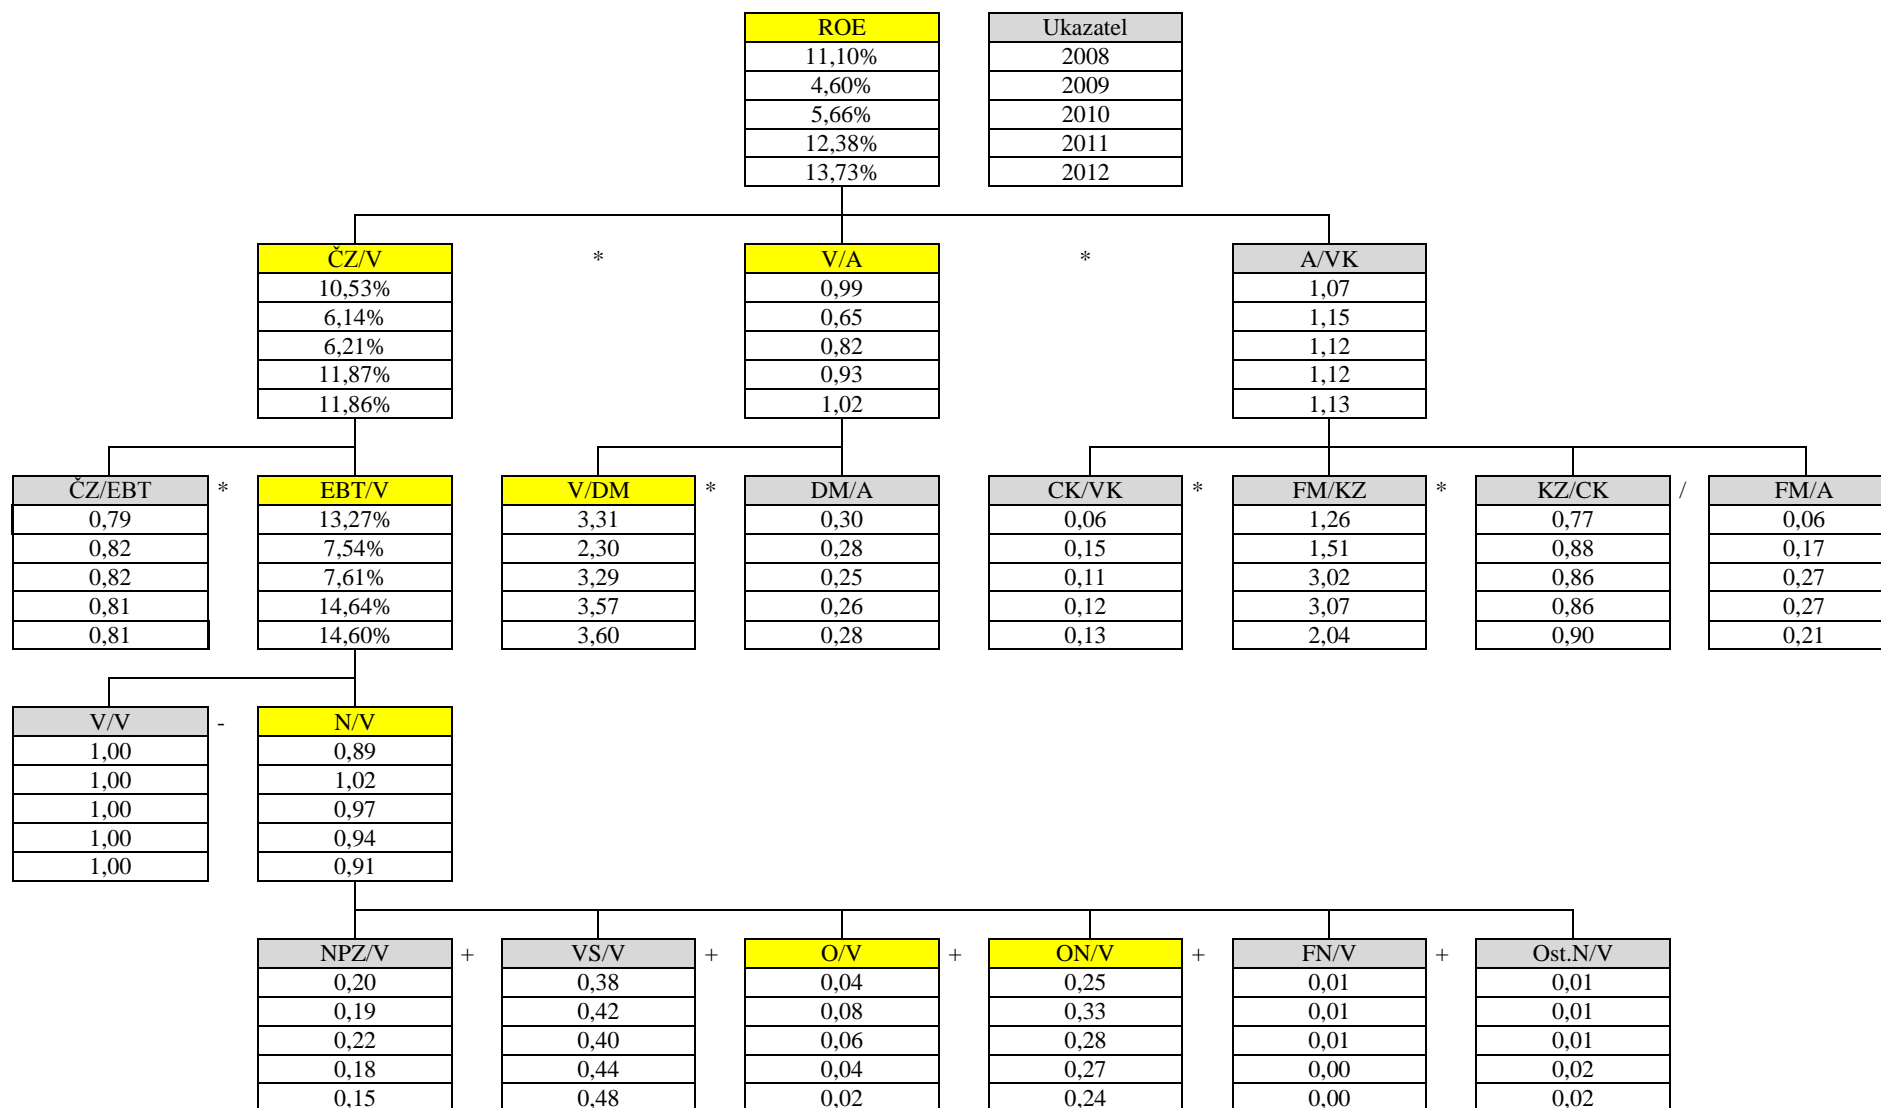 ROE Ukazatel
11,10% 2008
4,60% 2009
5,66% 2010
12,38% 2011
13,73% 2012
ČZ/V * V/A * A/VK
10,53% 0,99 1,07
6,14% 0,65 1,15
6,21% 0,82 1,12
11,87% 0,93 1,12
11,86% 1,02 1,13
ČZ/EBT * EBT/V V/DM * DM/A CK/VK * FM/KZ * KZ/CK / FM/A
0,79 13,27% 3,31 0,30 0,06 1,26 0,77 0,06
0,82 7,54% 2,30 0,28 0,15 1,51 0,88 0,17
0,82 7,61% 3,29 0,25 0,11 3,02 0,86 0,27
0,81 14,64% 3,57 0,26 0,12 3,07 0,86 0,27
0,81 14,60% 3,60 0,28 0,13 2,04 0,90 0,21
V/V - N/V
1,00 0,89
1,00 1,02
1,00 0,97
1,00 0,94
1,00 0,91
NPZ/V + VS/V + O/V + ON/V + FN/V + Ost.N/V
0,20 0,38 0,04 0,25 0,01 0,01
0,19 0,42 0,08 0,33 0,01 0,01
0,22 0,40 0,06 0,28 0,01 0,01
0,18 0,44 0,04 0,27 0,00 0,02
0,15 0,48 0,02 0,24 0,00 0,02